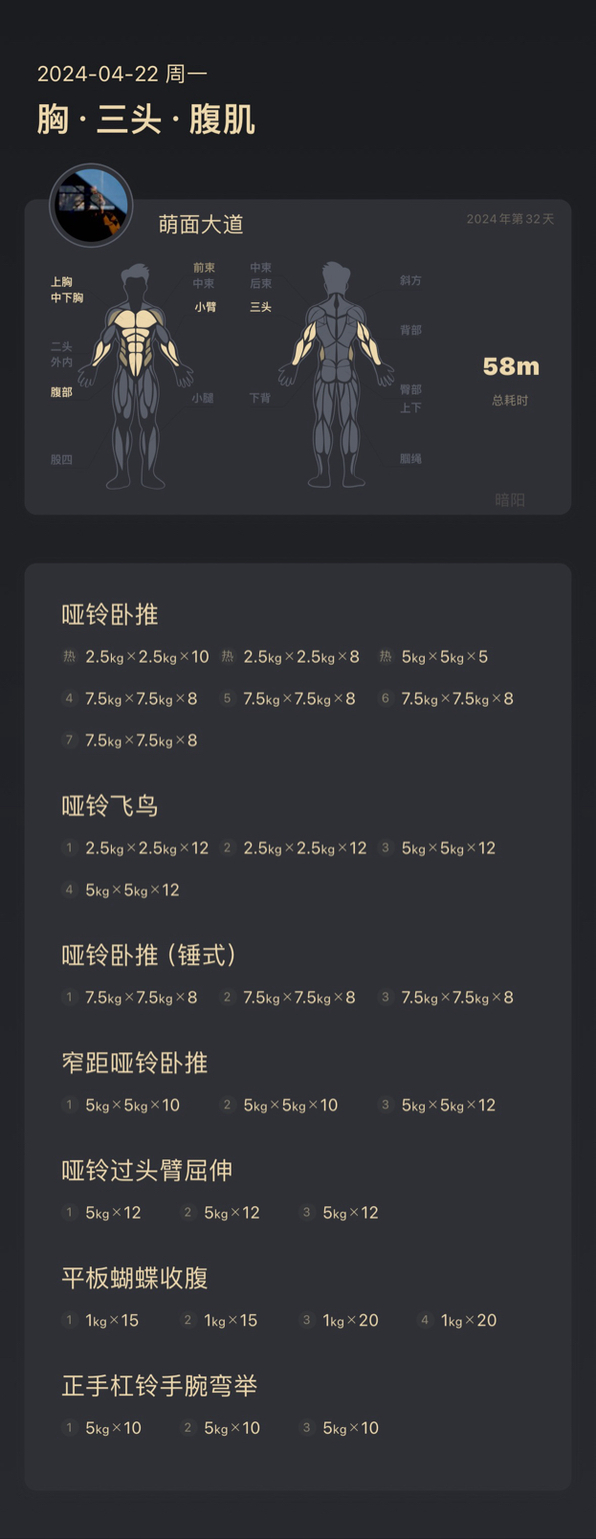 2024-04-22 周一
胸·三头·腹肌
萌面大道
2024年第32天
上胸
中下胸
二头
外内
腹部
股四
前束
中束
小臂
小腿
中束
后束
三头
下背
斜方
背部
臀部
上下
腘绳
58m
总耗时
暗阳
哑铃卧推
热 2.5kg×2.5kg×10 热 2.5kg×2.5kg×8 热 5kg×5kg×5
4 7.5kg×7.5kg×8 5 7.5kg×7.5kg×8 6 7.5kg×7.5kg×8
7 7.5kg×7.5kg×8
哑铃飞鸟
1 2.5kg×2.5kg×12 2 2.5kg×2.5kg×12 3 5kg×5kg×12
4 5kg×5kg×12
哑铃卧推（锤式）
1 7.5kg×7.5kg×8 2 7.5kg×7.5kg×8 3 7.5kg×7.5kg×8
窄距哑铃卧推
1 5kg×5kg×10 2 5kg×5kg×10 3 5kg×5kg×12
哑铃过头臂屈伸
1 5kg×12 2 5kg×12 3 5kg×12
平板蝴蝶收腹
1 1kg×15 2 1kg×15 3 1kg×20 4 1kg×20
正手杠铃手腕弯举
1 5kg×10 2 5kg×10 3 5kg×10